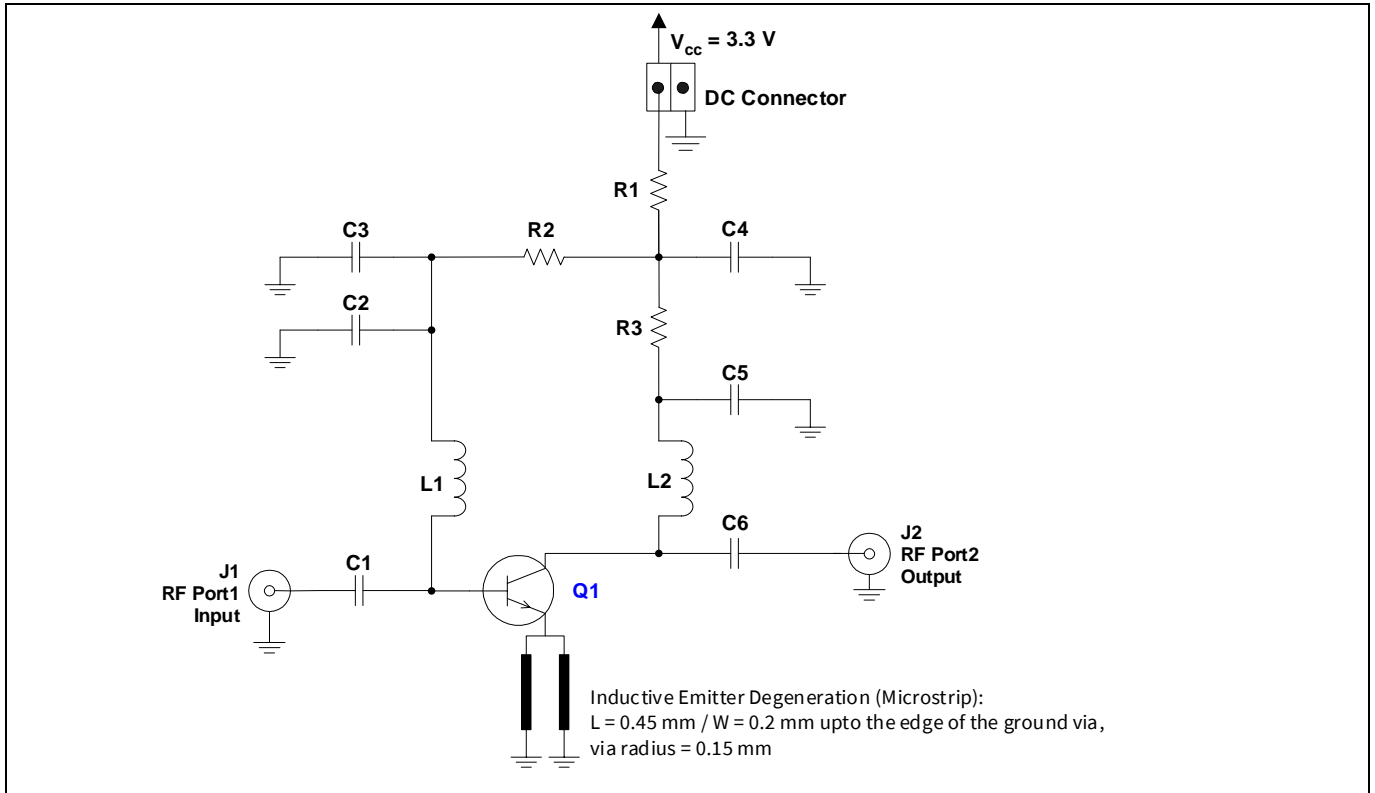 Vcc = 3.3 V
DC Connector
R1
C3
R2
C4
C2
R3
C5
L1
L2
C6
J2
RF Port2
Output
C1
J1
RF Port1
Input
Q1
Inductive Emitter Degeneration (Microstrip):
L = 0.45 mm / W = 0.2 mm upto the edge of the ground via,
via radius = 0.15 mm